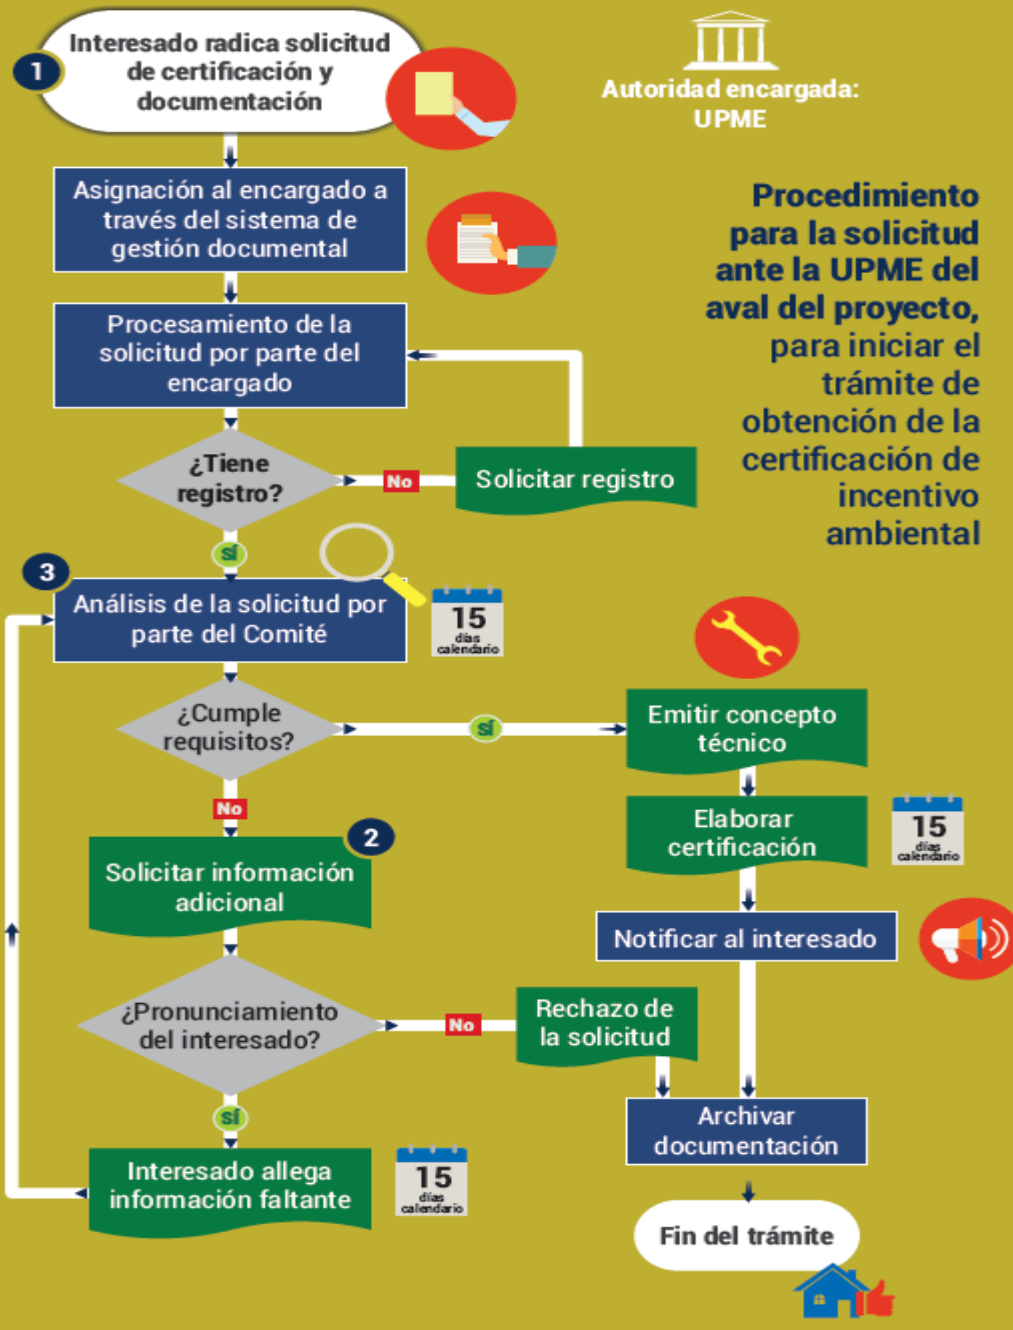 1
Interesado radica solicitud
de certificación y
documentación
Autoridad encargada:
UPME
Procedimiento
para la solicitud
ante la UPME del
aval del proyecto,
para iniciar el
trámite de
obtención de la
certificación de
incentivo
ambiental
Asignación al encargado a
través del sistema de
gestión documental
Procesamiento de la
solicitud por parte del
encargado
¿Tiene
registro?
No
Solicitar registro
sí
3
Análisis de la solicitud por
parte del Comité
15
días
calendario
¿Cumple
requisitos?
sí
Emitir concepto
técnico
Elaborar
certificación
15
días
calendario
Notificar al interesado
No
2
Solicitar información
adicional
¿Pronunciamiento
del interesado?
No
Rechazo de
la solicitud
sí
Interesado allega
información faltante
15
días
calendario
Archivar
documentación
Fin del trámite